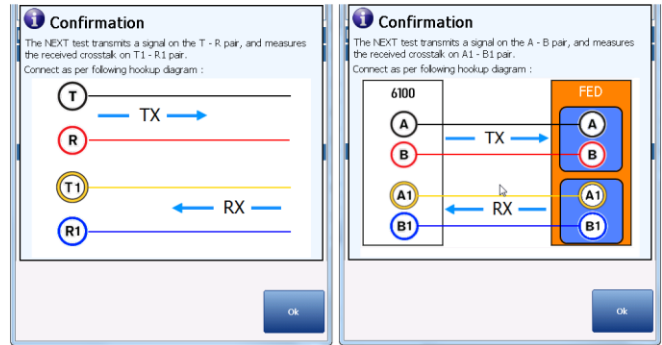 Confirmation
The NEXT test transmits a signal on the T - R pair, and measures
the received crosstalk on T1 - R1 pair.
Connect as per following hookup diagram :
T
TX
R
T1
RX
R1
Ok
Confirmation
The NEXT test transmits a signal on the A - B pair, and measures
the received crosstalk on A1 - B1 pair.
Connect as per following hookup diagram :
6100 FED
A TX A
B B
A1 A1
RX
B1 B1
Ok